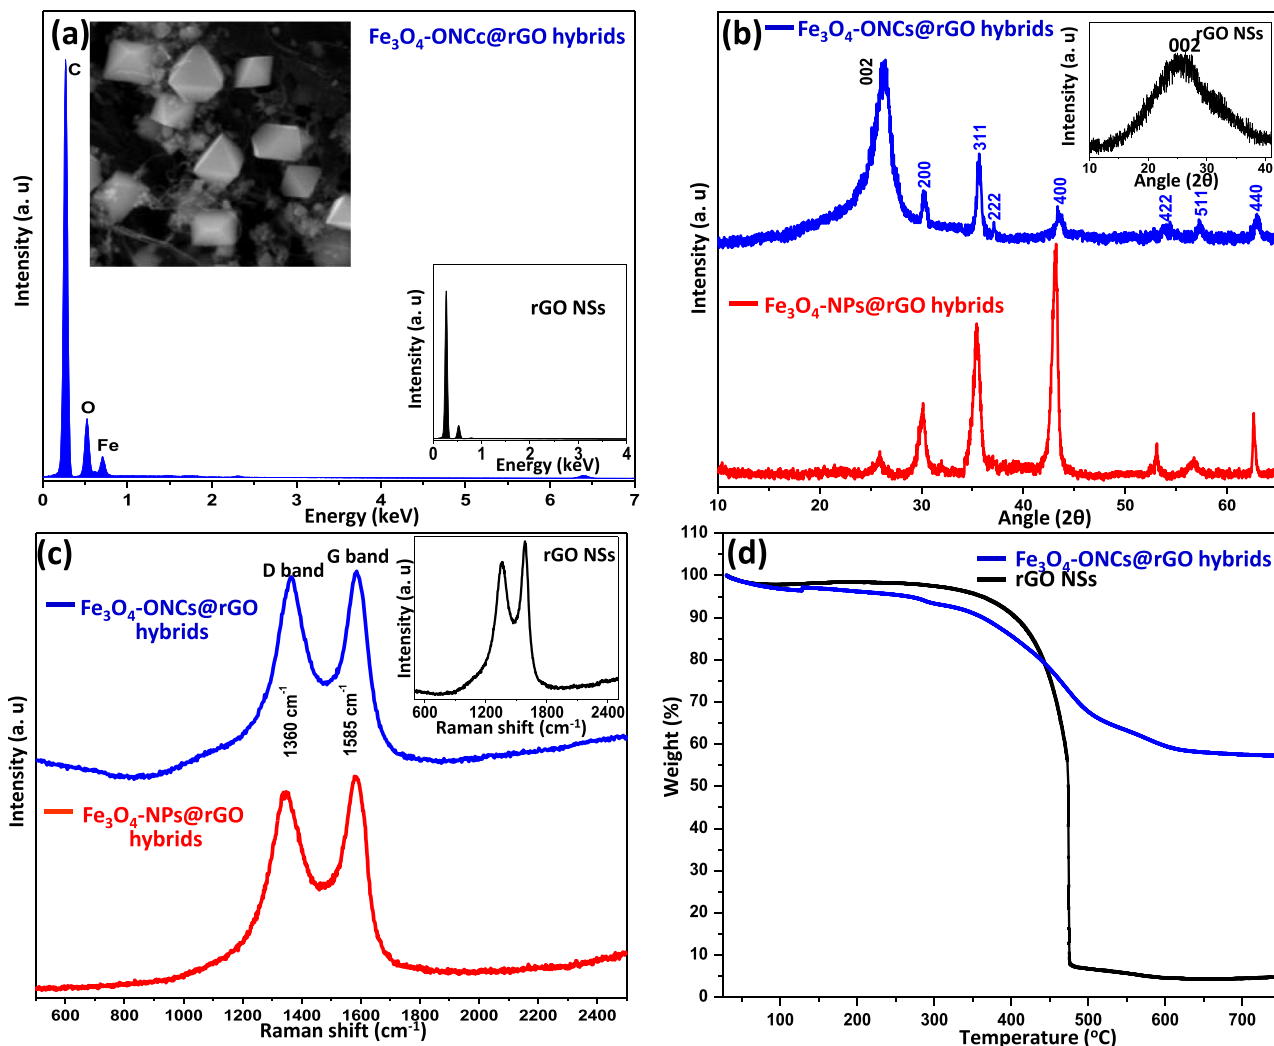 (a)
Fe3O4-ONCc@rGO hybrids
C
O
Fe
Intensity (a. u)
0 1 2 3 4 5 6 7
Energy (keV)
rGO NSs
Intensity (a. u)
0 1 2 3 4
Energy (keV)
(b)
Fe3O4-ONCs@rGO hybrids
002
200
311
222
400
422
511
440
Fe3O4-NPs@rGO hybrids
Intensity (a. u)
10 20 30 40 50 60
Angle (2θ)
rGO NSs
002
Intensity (a. u)
10 20 30 40
Angle (2θ)
(c)
D band
G band
Fe3O4-ONCs@rGO
hybrids
1360 cm-1
1585 cm-1
Fe3O4-NPs@rGO
hybrids
Intensity (a. u)
600 800 1000 1200 1400 1600 1800 2000 2200 2400
Raman shift (cm-1)
rGO NSs
Intensity (a. u)
600 1200 1800 2400
Raman shift (cm-1)
(d)
Fe3O4-ONCs@rGO hybrids
rGO NSs
Weight (%)
110
100
90
80
70
60
50
40
30
20
10
0
100 200 300 400 500 600 700
Temperature (oC)